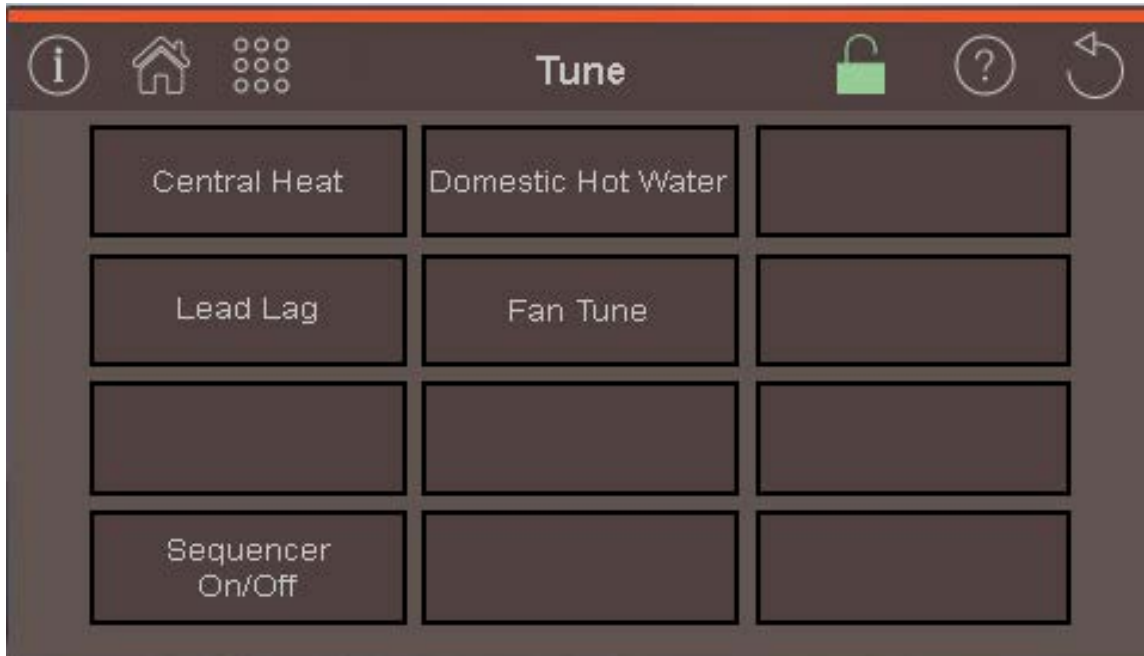 i
Tune
?
Central Heat
Domestic Hot Water
Lead Lag
Fan Tune
Sequencer
On/Off